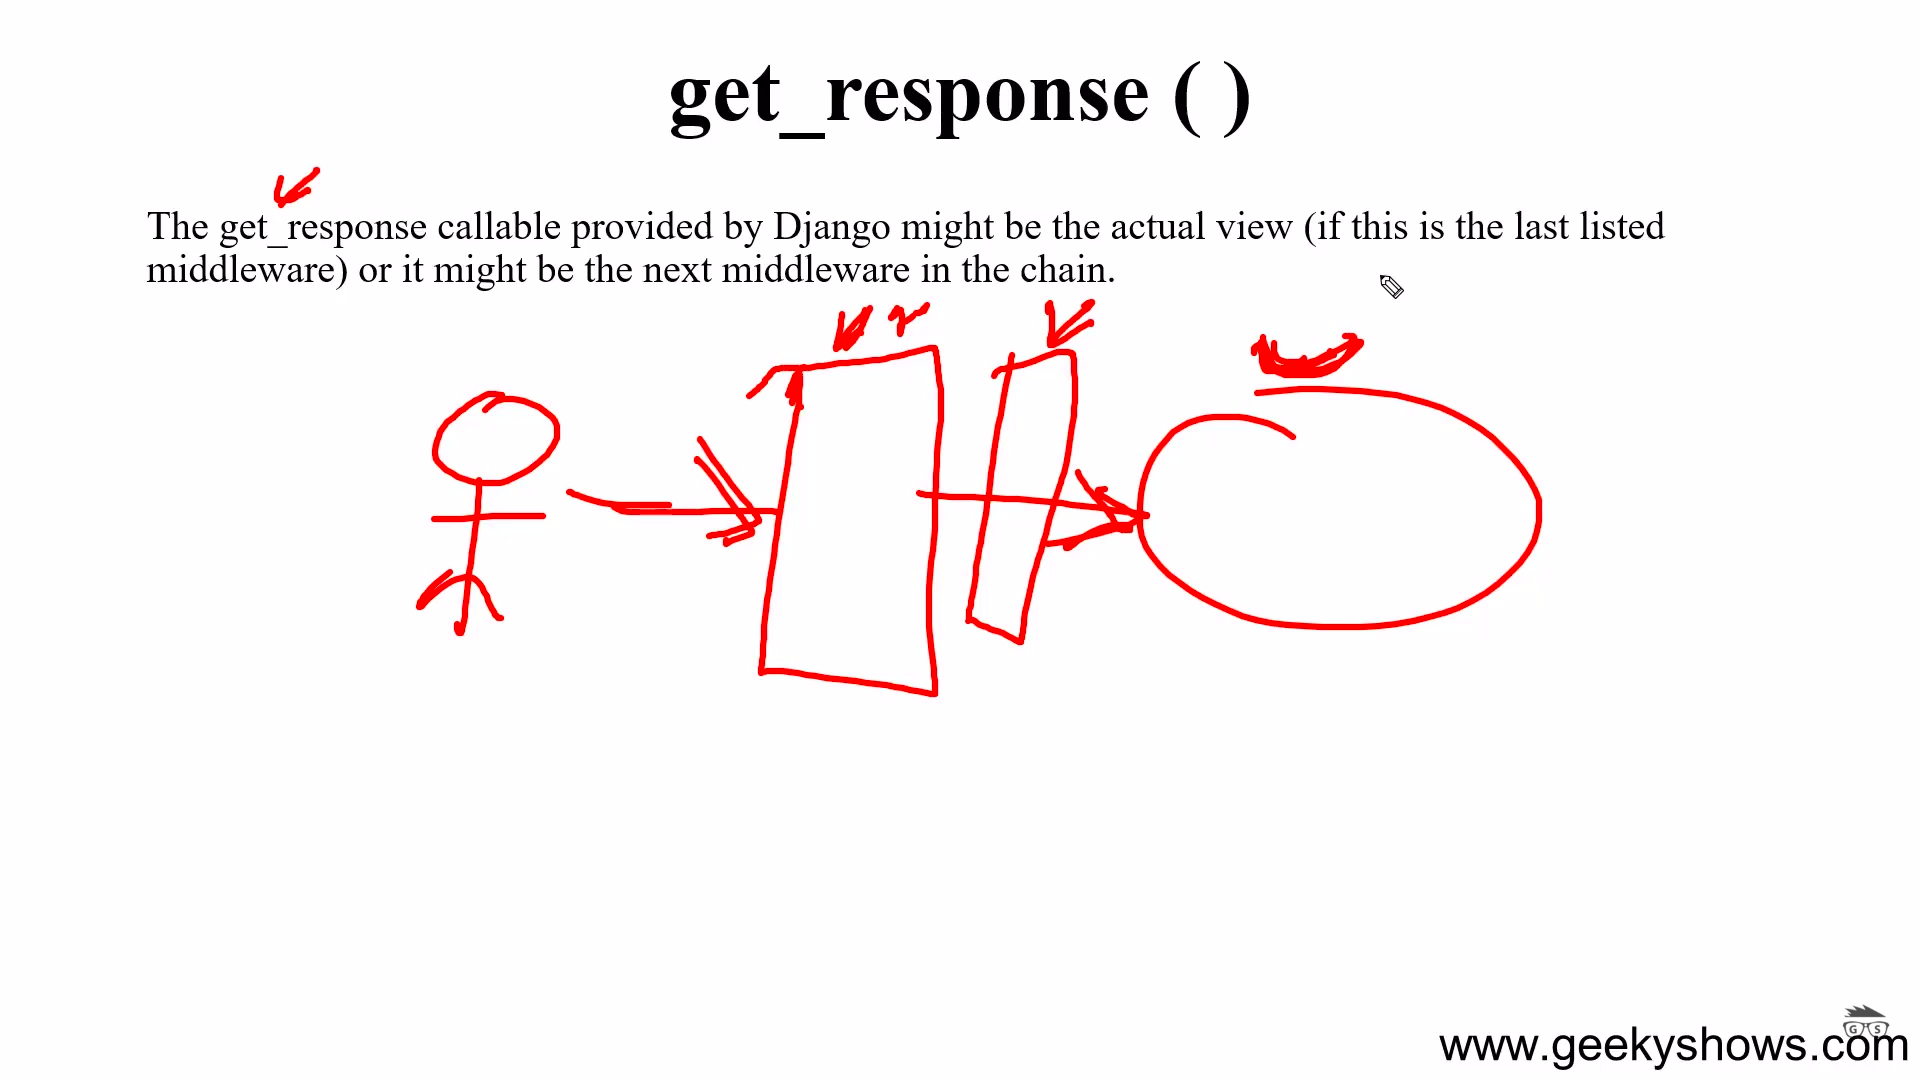 get_response ( )
The get_response callable provided by Django might be the actual view (if this is the last listed
middleware) or it might be the next middleware in the chain.
G S
www.geekyshows.com